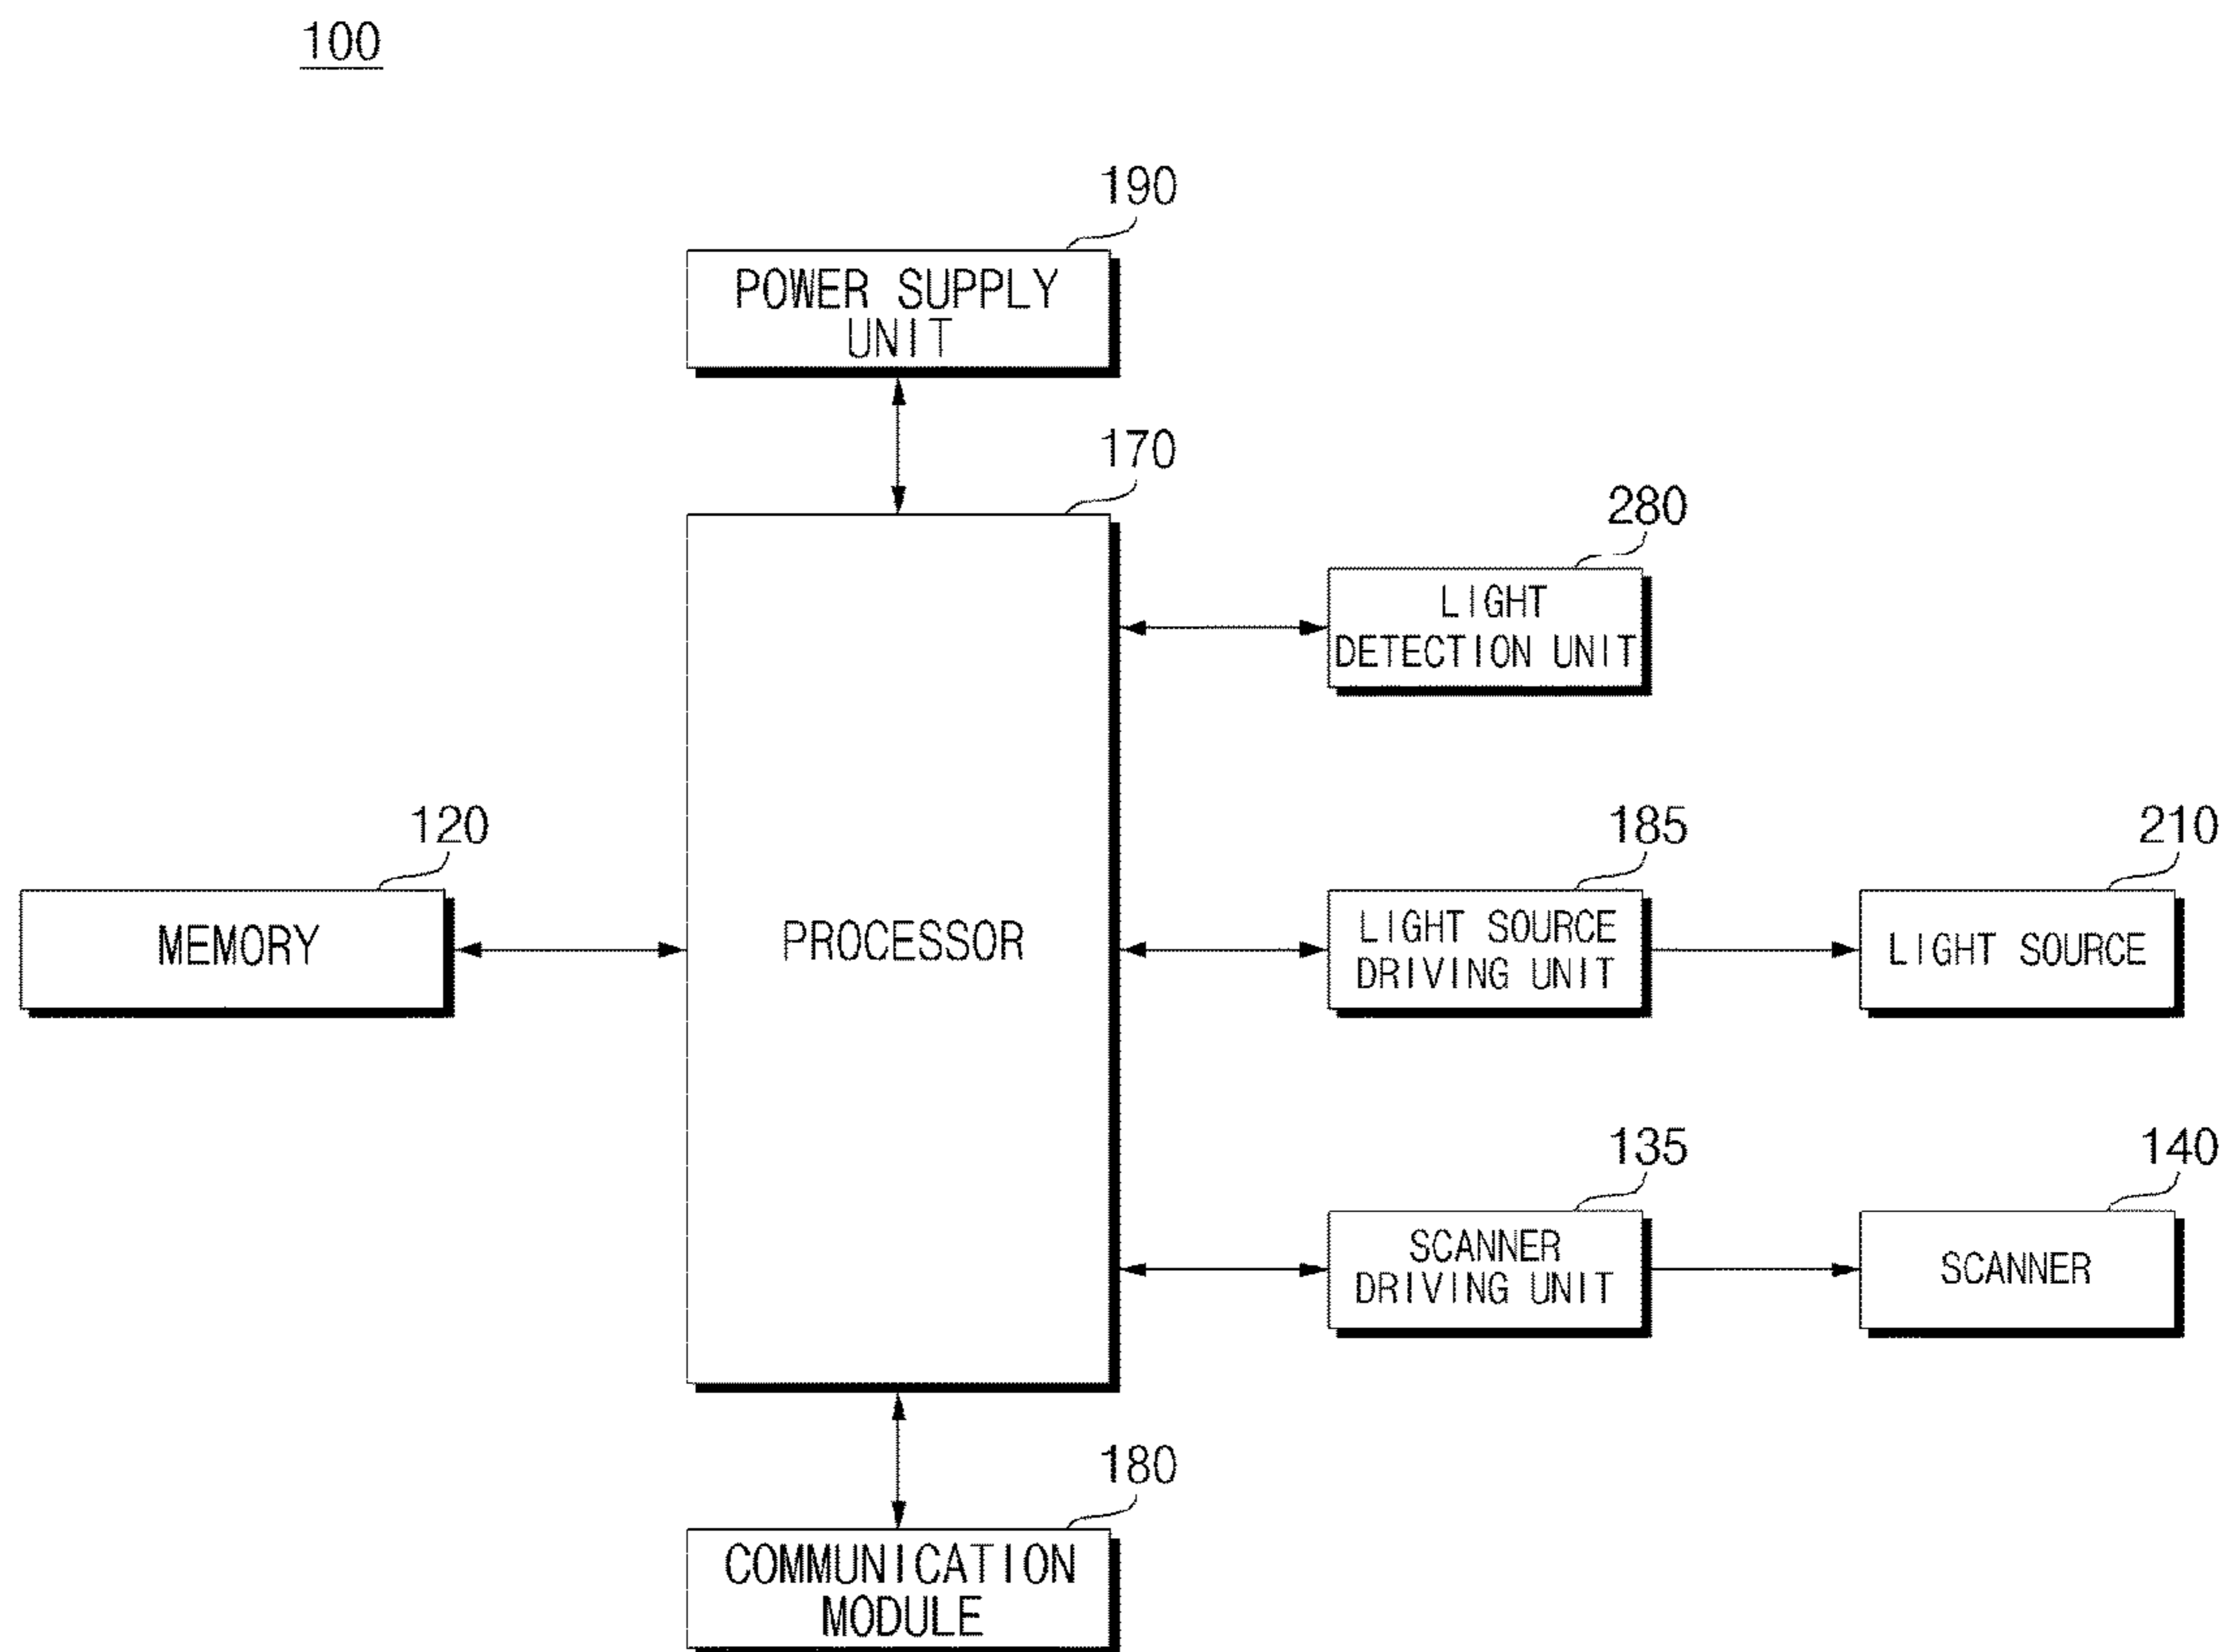 100
190
POWER SUPPLY
UNIT
170
280
LIGHT
DETECTION UNIT
120
MEMORY
PROCESSOR
185
LIGHT SOURCE
DRIVING UNIT
210
LIGHT SOURCE
135
SCANNER
DRIVING UNIT
140
SCANNER
180
COMMUNICATION
MODULE